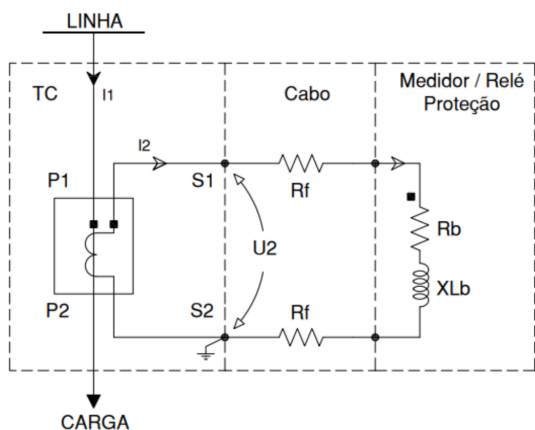 LINHA
TC
I1
Cabo
Medidor / Relé
Proteção
I2
P1
S1
Rf
Rb
U2
XLb
P2
S2
Rf
CARGA